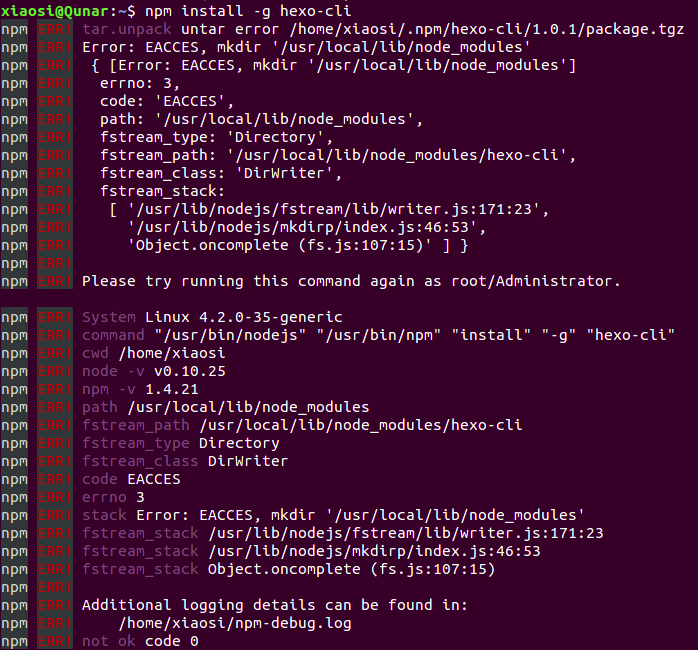 xiaosi@Qunar:~$ npm install -g hexo-cli
npm ERR! tar.unpack untar error /home/xiaosi/.npm/hexo-cli/1.0.1/package.tgz
npm ERR! Error: EACCES, mkdir '/usr/local/lib/node_modules'
npm ERR!  { [Error: EACCES, mkdir '/usr/local/lib/node_modules']
npm ERR!   errno: 3,
npm ERR!   code: 'EACCES',
npm ERR!   path: '/usr/local/lib/node_modules',
npm ERR!   fstream_type: 'Directory',
npm ERR!   fstream_path: '/usr/local/lib/node_modules/hexo-cli',
npm ERR!   fstream_class: 'DirWriter',
npm ERR!   fstream_stack:
npm ERR!    [ '/usr/lib/nodejs/fstream/lib/writer.js:171:23',
npm ERR!      '/usr/lib/nodejs/mkdirp/index.js:46:53',
npm ERR!      'Object.oncomplete (fs.js:107:15)' ] }
npm ERR!
npm ERR! Please try running this command again as root/Administrator.
npm ERR! System Linux 4.2.0-35-generic
npm ERR! command "/usr/bin/nodejs" "/usr/bin/npm" "install" "-g" "hexo-cli"
npm ERR! cwd /home/xiaosi
npm ERR! node -v v0.10.25
npm ERR! npm -v 1.4.21
npm ERR! path /usr/local/lib/node_modules
npm ERR! fstream_path /usr/local/lib/node_modules/hexo-cli
npm ERR! fstream_type Directory
npm ERR! fstream_class DirWriter
npm ERR! code EACCES
npm ERR! errno 3
npm ERR! stack Error: EACCES, mkdir '/usr/local/lib/node_modules'
npm ERR! fstream_stack /usr/lib/nodejs/fstream/lib/writer.js:171:23
npm ERR! fstream_stack /usr/lib/nodejs/mkdirp/index.js:46:53
npm ERR! fstream_stack Object.oncomplete (fs.js:107:15)
npm ERR!
npm ERR! Additional logging details can be found in:
npm ERR!     /home/xiaosi/npm-debug.log
npm ERR! not ok code 0